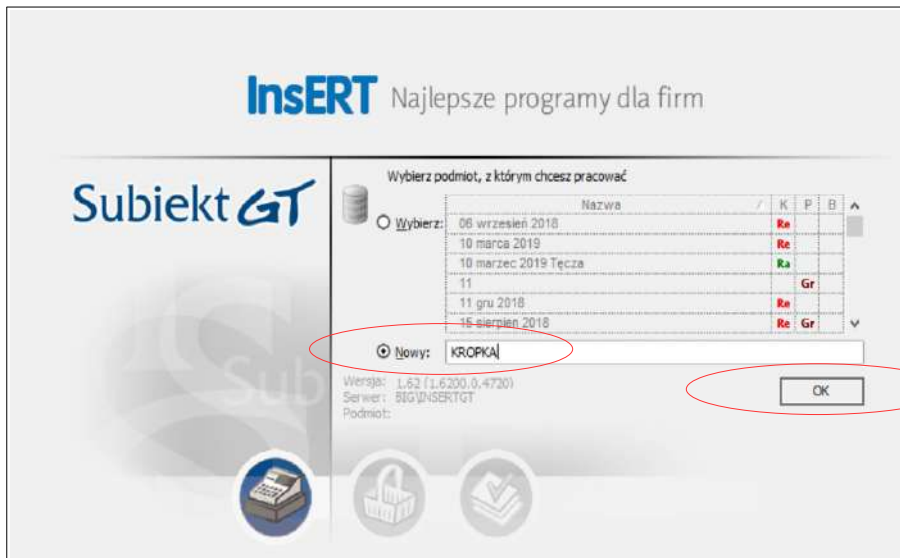 InsERT Najlepsze programy dla firm
Subiekt GT
Wybierz podmiot, z którym chcesz pracować
Nazwa / K P B
Wybierz:
06 wrzesień 2018 Re
10 marca 2019 Re
10 marzec 2019 Tęcza Ra
11 Gr
11 gru 2018 Re
15 sierpien 2018 Re Gr
Nowy: KROPKA
Wersja: 1.62 (1.6200.0.4720)
Serwer: BIG\INSERTGT
Podmiot:
OK
Sub